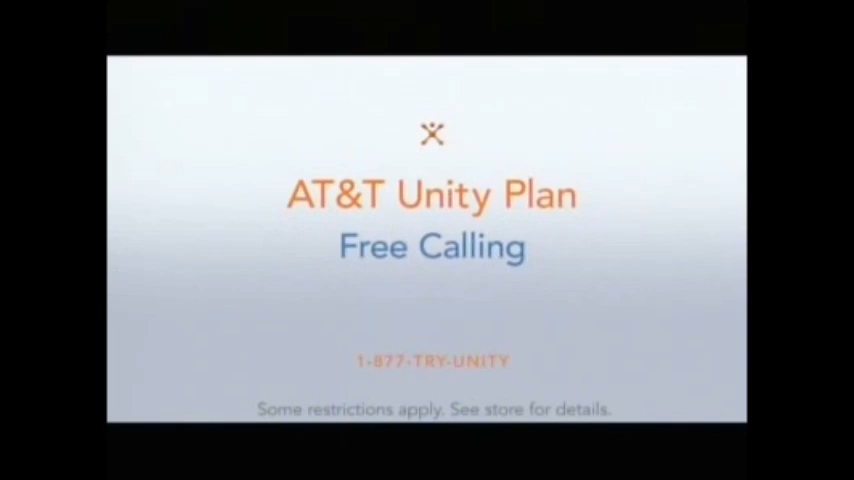 AT&T Unity Plan
Free Calling
1-877-TRY-UNITY
Some restrictions apply. See store for details.